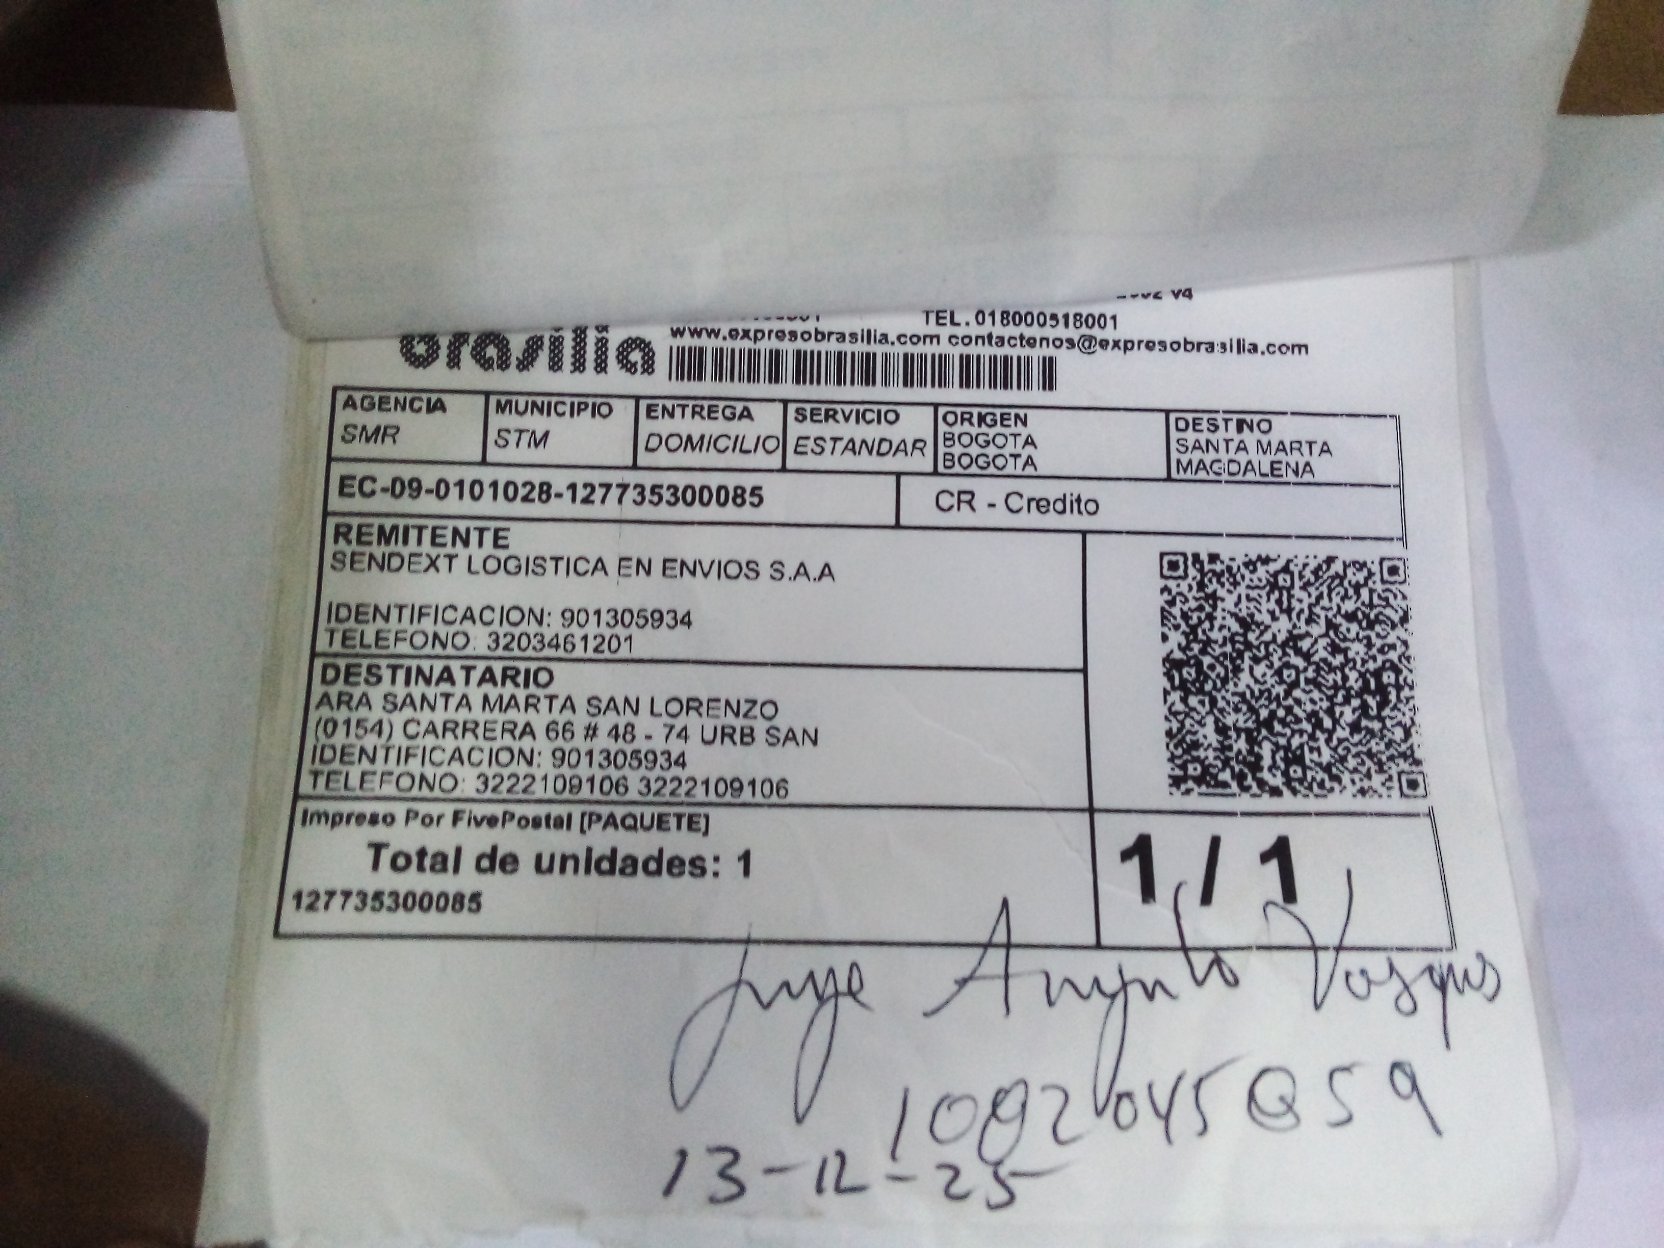 V4
TEL. 018000518001
brasilia
www.expresobrasilia.com contactenos@expresobrasilia.com
AGENCIA MUNICIPIO ENTREGA SERVICIO ORIGEN DESTINO
SMR STM DOMICILIO ESTANDAR BOGOTA SANTA MARTA
BOGOTA MAGDALENA
EC-09-0101028-127735300085 CR - Credito
REMITENTE
SENDEXT LOGISTICA EN ENVIOS S.A.A
IDENTIFICACION: 901305934
TELEFONO: 3203461201
DESTINATARIO
ARA SANTA MARTA SAN LORENZO
(0154) CARRERA 66 # 48 - 74 URB SAN
IDENTIFICACION: 901305934
TELEFONO: 3222109106 3222109106
Impreso Por FivePostal [PAQUETE]
Total de unidades: 1 1 / 1
127735300085
Angulo
13-12-25